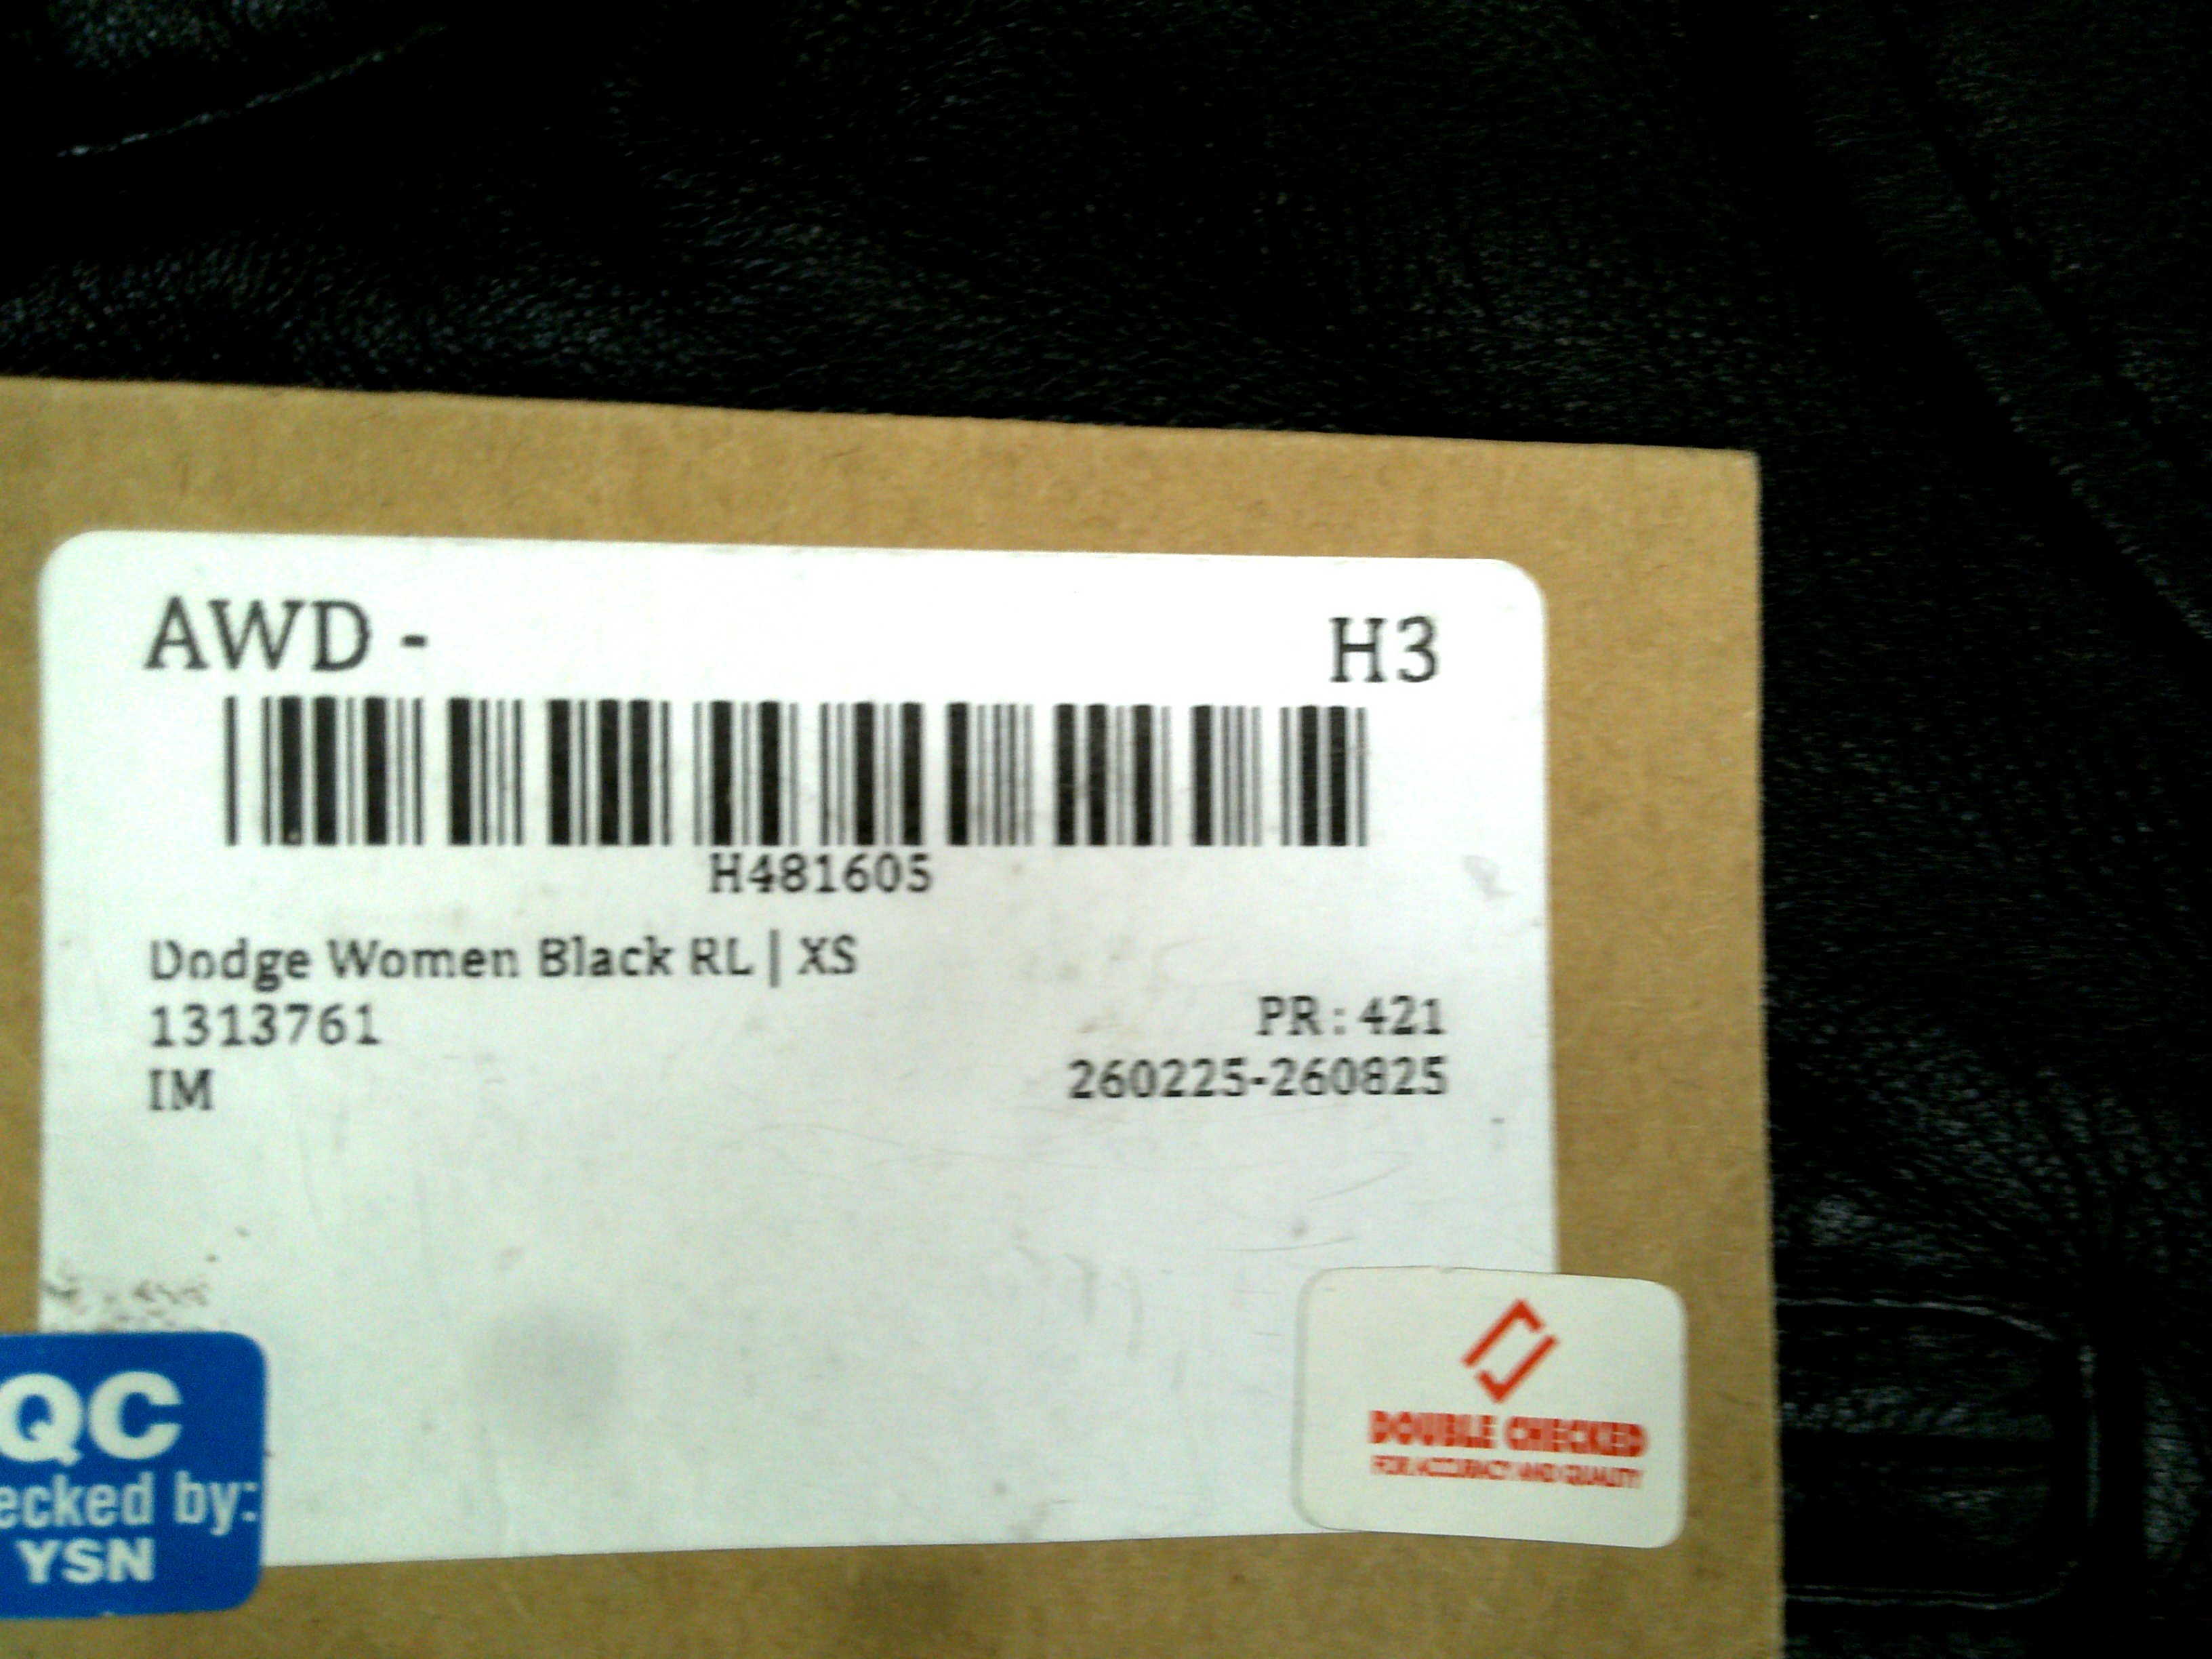 AWD - H3
H481605
Dodge Women Black RL | XS
1313761 PR : 421
IM 260225-260825
QC
ecked by:
YSN
DOUBLE CHECKED
FOR ACCURACY AND QUALITY